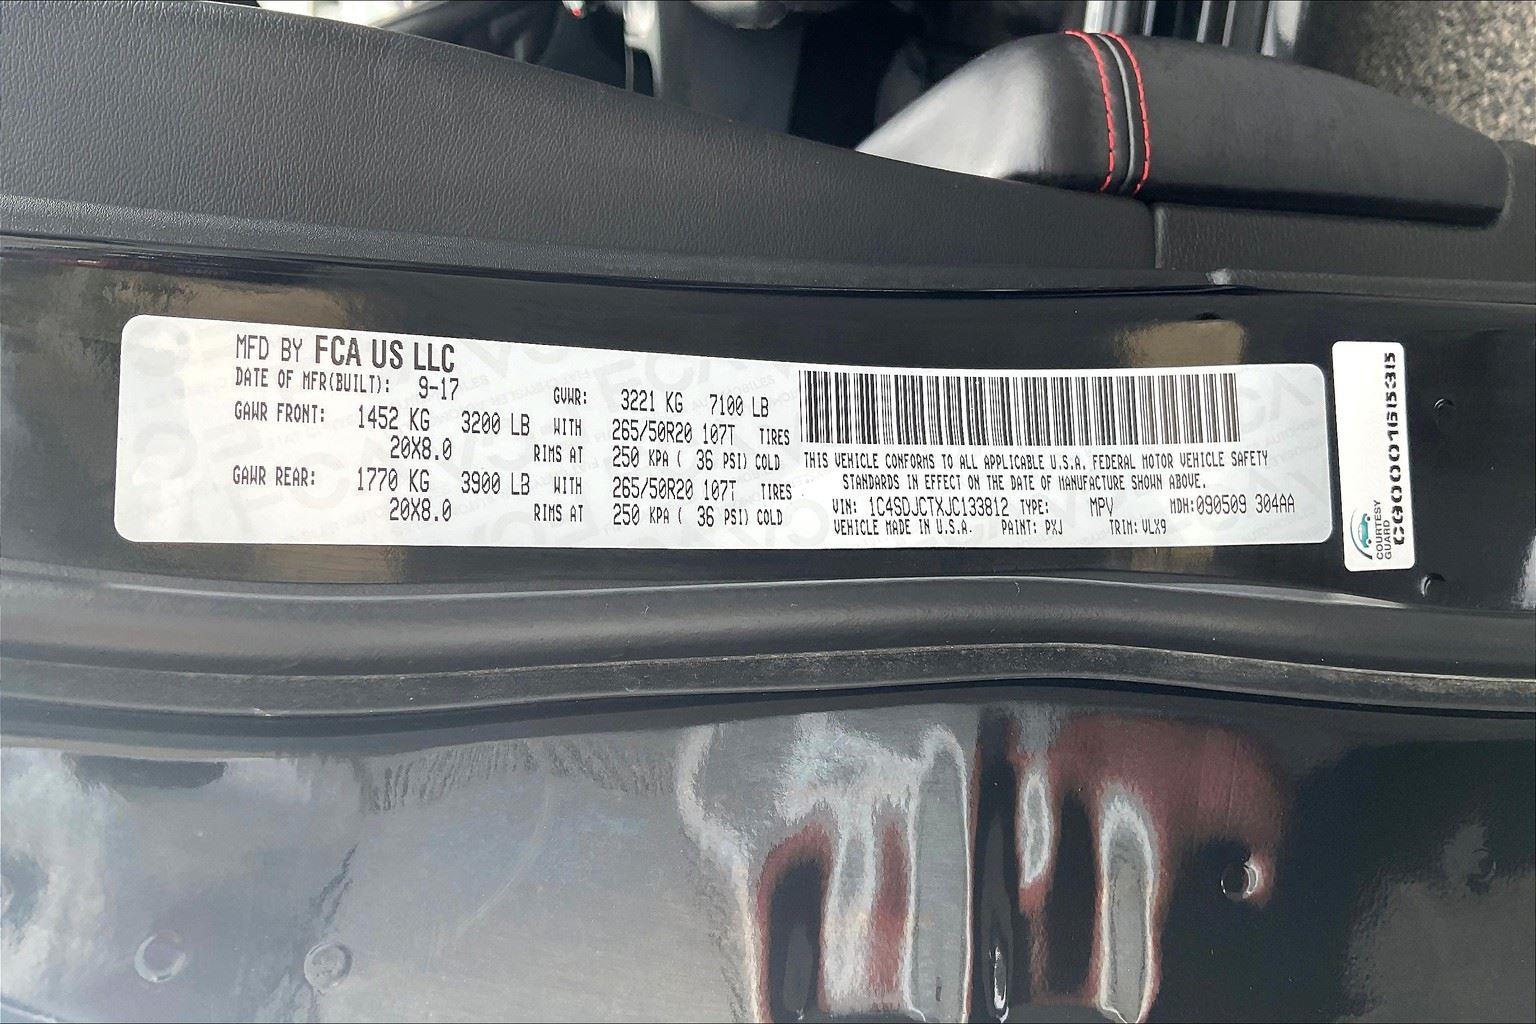 MFD BY FCA US LLC
DATE OF MFR(BUILT): 9-17
GVWR: 3221 KG 7100 LB
GAWR FRONT: 1452 KG 3200 LB WITH 265/50R20 107T TIRES
20X8.0 RIMS AT 250 KPA ( 36 PSI) COLD
GAWR REAR: 1770 KG 3900 LB WITH 265/50R20 107T TIRES
20X8.0 RIMS AT 250 KPA ( 36 PSI) COLD
THIS VEHICLE CONFORMS TO ALL APPLICABLE U.S.A. FEDERAL MOTOR VEHICLE SAFETY
STANDARDS IN EFFECT ON THE DATE OF MANUFACTURE SHOWN ABOVE.
VIN: 1C4SDJCTXJC133812 TYPE: MPV MDH:090509 304AA
VEHICLE MADE IN U.S.A. PAINT: PXJ TRIM: VLX9
COURTESY
GUARD